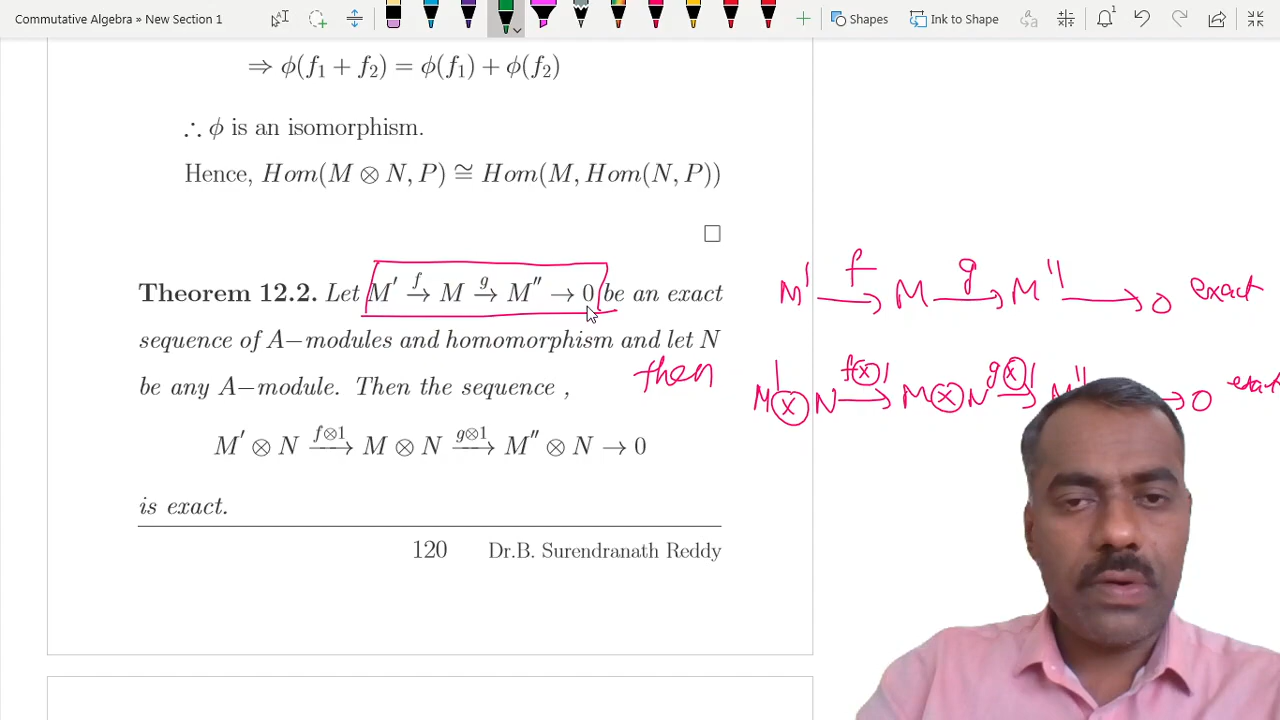 Commutative Algebra » New Section 1
Shapes
Ink to Shape
⇒ ϕ(f₁ + f₂) = ϕ(f₁) + ϕ(f₂)
∴ ϕ is an isomorphism.
Hence, Hom(M ⊗ N, P) ≅ Hom(M, Hom(N, P))
□
Theorem 12.2. Let M′ →^f M →^g M″ → 0 be an exact
sequence of A−modules and homomorphism and let N
be any A−module. Then the sequence ,
M′ ⊗ N →^{f⊗1} M ⊗ N →^{g⊗1} M″ ⊗ N → 0
is exact.
120 Dr.B. Surendranath Reddy
M′ →^f M →^g M″ → 0 exact
then
M′ ⊗ N →^{f⊗1} M ⊗ N →^{g⊗1} M″ → 0